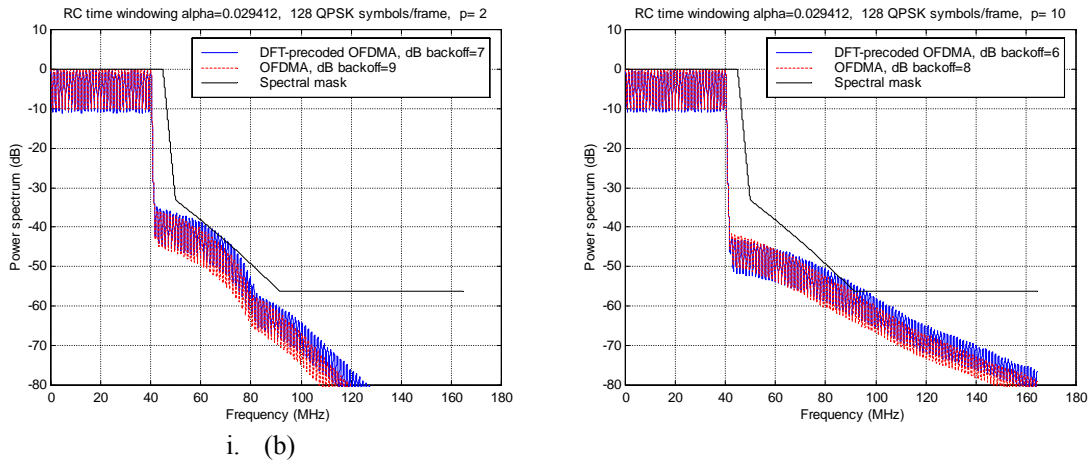 RC time windowing alpha=0.029412, 128 QPSK symbols/frame, p= 2
DFT-precoded OFDMA, dB backoff=7
OFDMA, dB backoff=9
Spectral mask
Power spectrum (dB)
10
0
-10
-20
-30
-40
-50
-60
-70
-80
0 20 40 60 80 100 120 140 160 180
Frequency (MHz)
RC time windowing alpha=0.029412, 128 QPSK symbols/frame, p= 10
DFT-precoded OFDMA, dB backoff=6
OFDMA, dB backoff=8
Spectral mask
Power spectrum (dB)
10
0
-10
-20
-30
-40
-50
-60
-70
-80
0 20 40 60 80 100 120 140 160 180
Frequency (MHz)
i. (b)